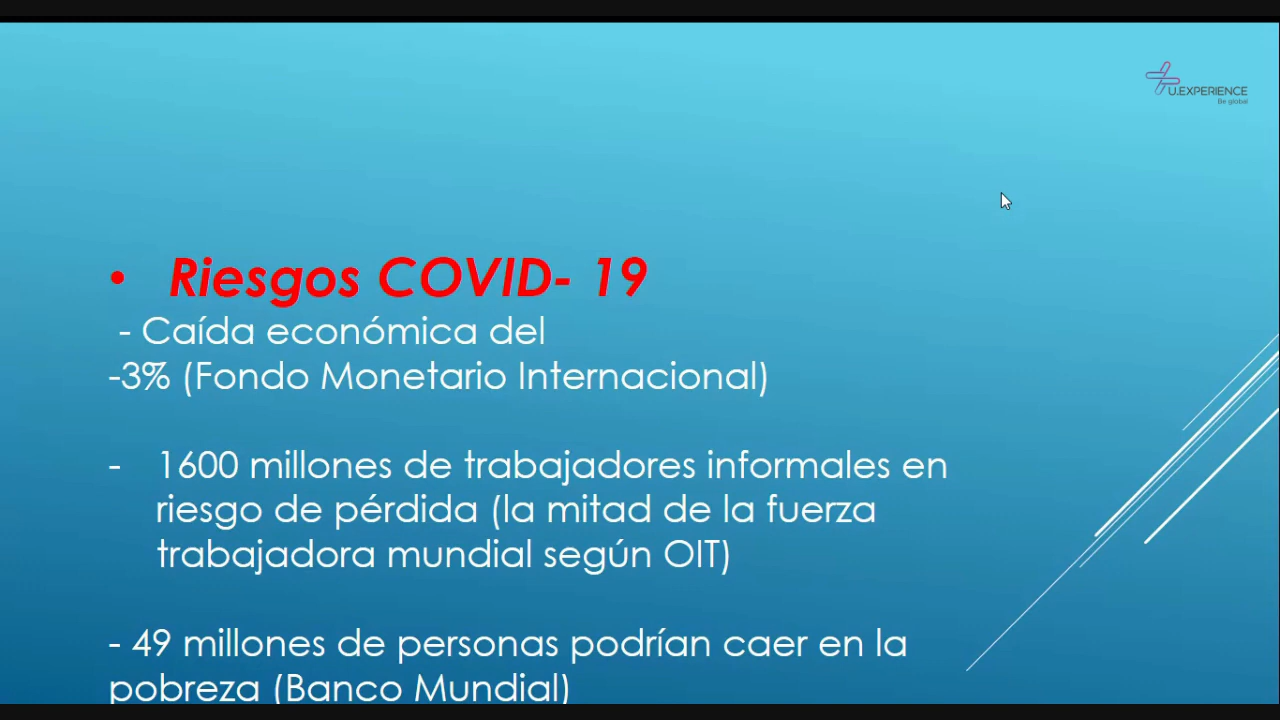 U.EXPERIENCE
Be global
• Riesgos COVID- 19
- Caída económica del
-3% (Fondo Monetario Internacional)
- 1600 millones de trabajadores informales en
riesgo de pérdida (la mitad de la fuerza
trabajadora mundial según OIT)
- 49 millones de personas podrían caer en la
pobreza (Banco Mundial)